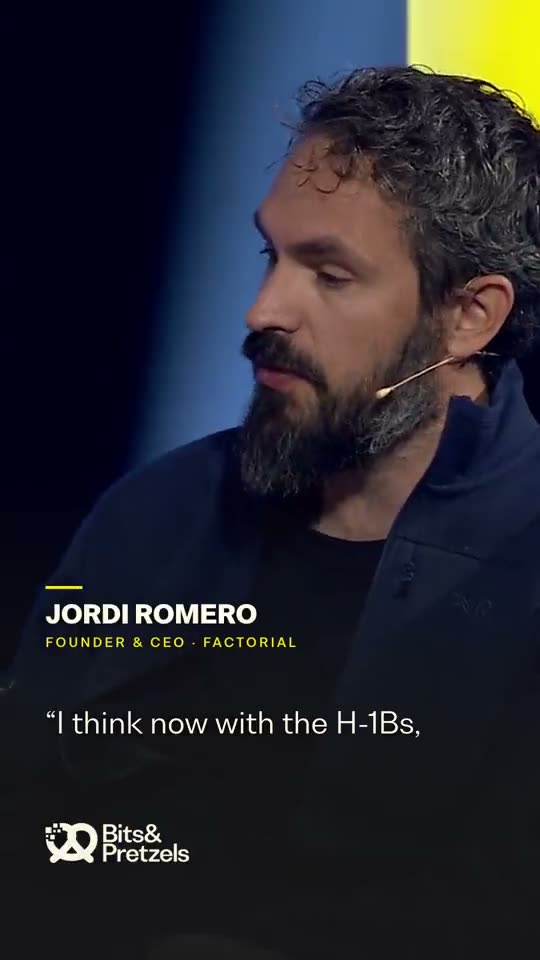 JORDI ROMERO
FOUNDER & CEO · FACTORIAL
“I think now with the H-1Bs,
Bits&
Pretzels